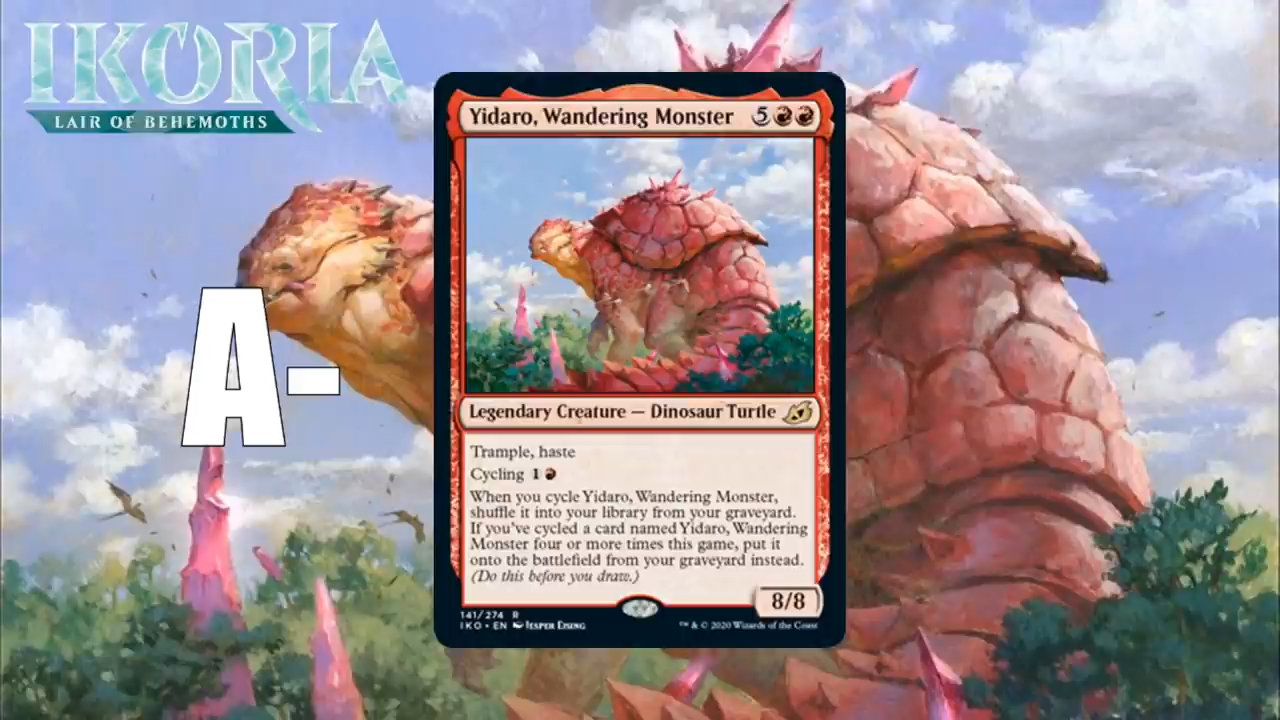 IKORIA
LAIR OF BEHEMOTHS
A-
Yidaro, Wandering Monster 5
Legendary Creature — Dinosaur Turtle
Trample, haste
Cycling 1
When you cycle Yidaro, Wandering Monster,
shuffle it into your library from your graveyard.
If you've cycled a card named Yidaro, Wandering
Monster four or more times this game, put it
onto the battlefield from your graveyard instead.
(Do this before you draw.)
8/8
141/274 R
IKO • EN Jesper Ejsing
™ & © 2020 Wizards of the Coast